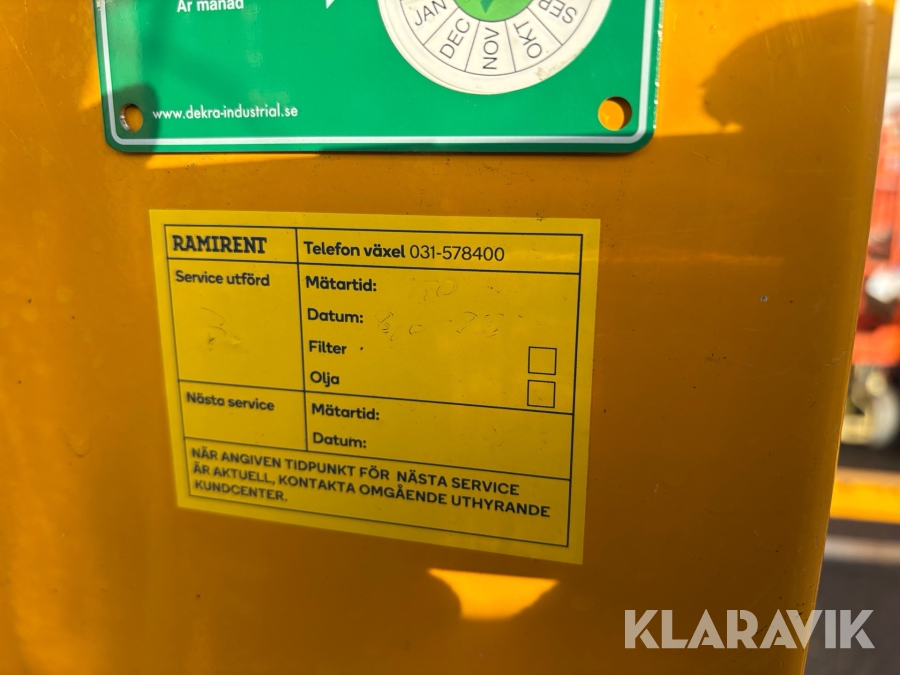 År månad
JAN
DEC
NOV
OKT
SEP
www.dekra-industrial.se
RAMIRENT
Telefon växel 031-578400
Service utförd
Mätartid:
Datum:
Filter
Olja
Nästa service
Mätartid:
Datum:
NÄR ANGIVEN TIDPUNKT FÖR NÄSTA SERVICE
ÄR AKTUELL, KONTAKTA OMGÅENDE UTHYRANDE
KUNDCENTER.
KLARAVIK